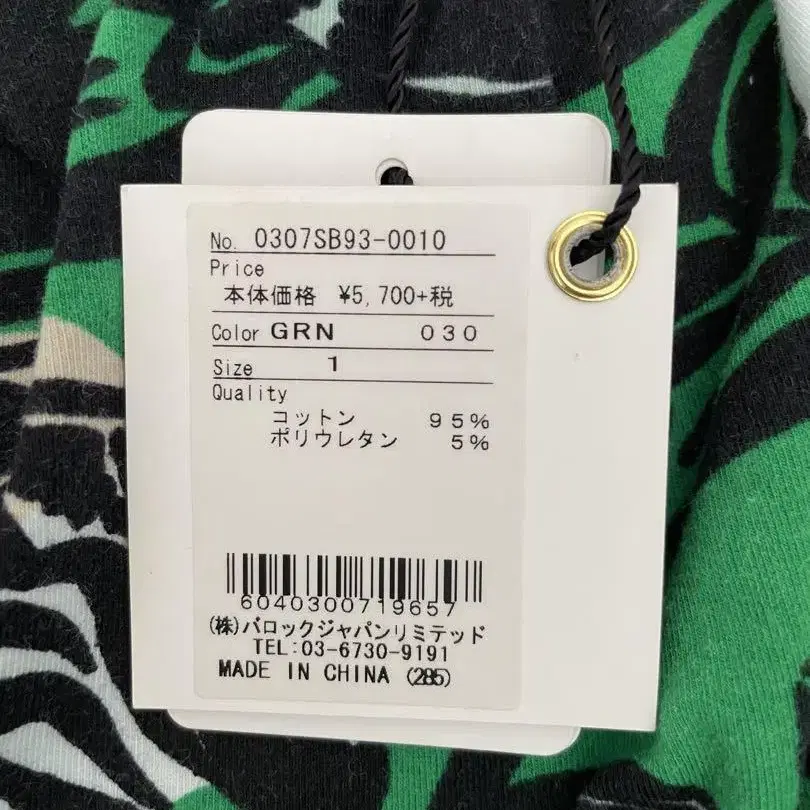 No. 0307SB93-0010
Price
本体価格 ¥5,700+税
Color GRN 030
Size 1
Quality
コットン 95%
ポリウレタン 5%
6040300719657
(株)バロックジャパンリミテッド
TEL:03-6730-9191
MADE IN CHINA (285)